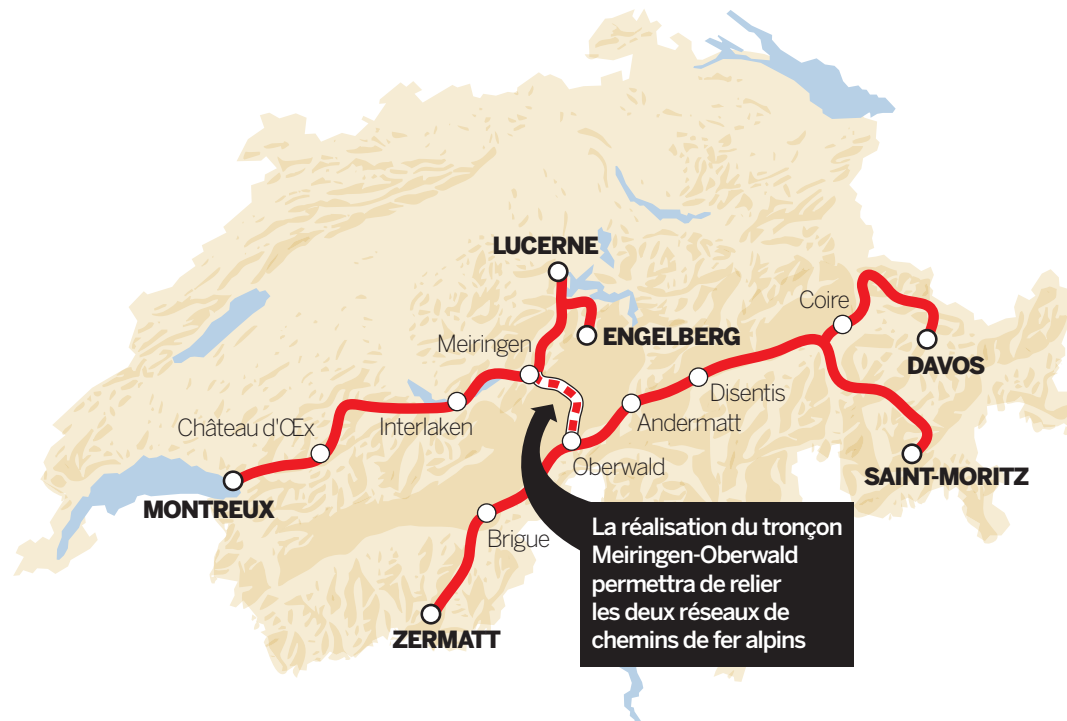 LUCERNE
Coire
ENGELBERG
Meiringen
DAVOS
Disentis
Andermatt
Interlaken
Château d'Œx
Oberwald
SAINT-MORITZ
MONTREUX
Brigue
La réalisation du tronçon
Meiringen-Oberwald
permettra de relier
les deux réseaux de
chemins de fer alpins
ZERMATT